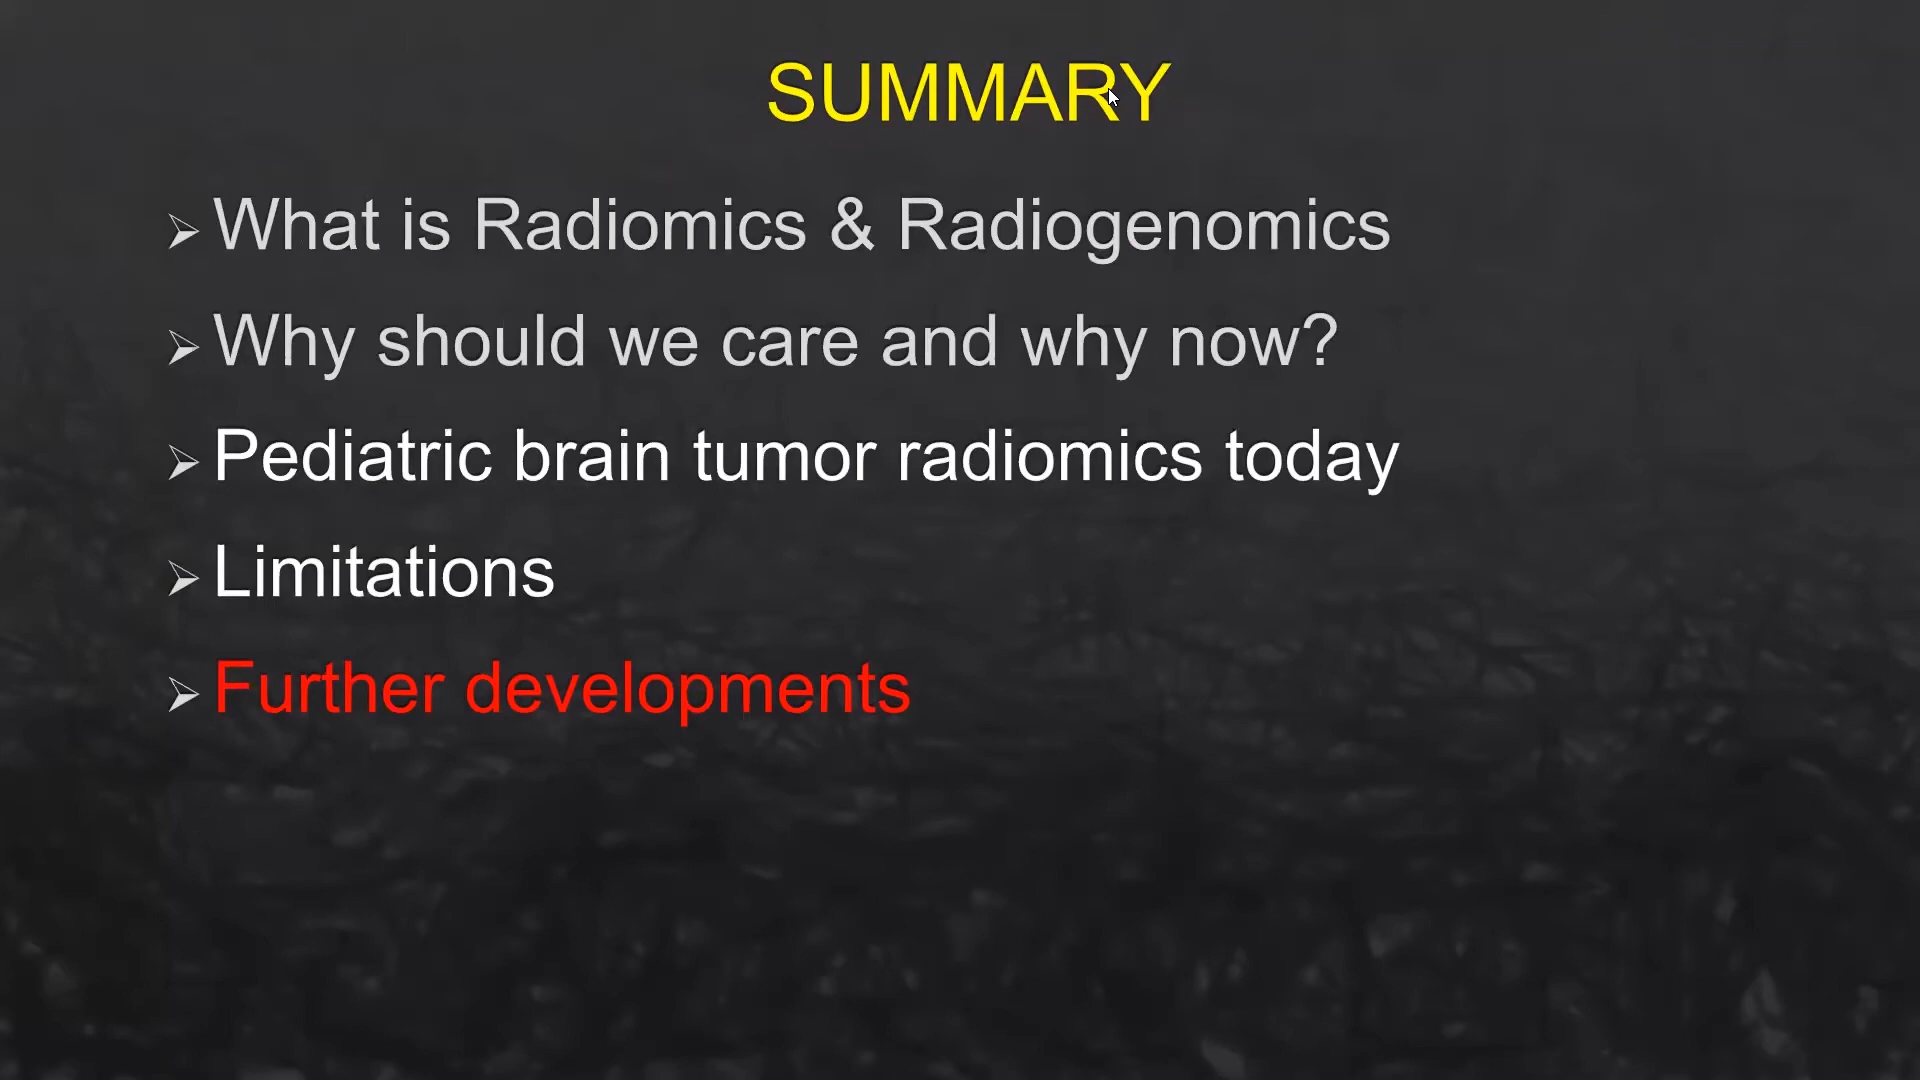 SUMMARY
What is Radiomics & Radiogenomics
Why should we care and why now?
Pediatric brain tumor radiomics today
Limitations
Further developments